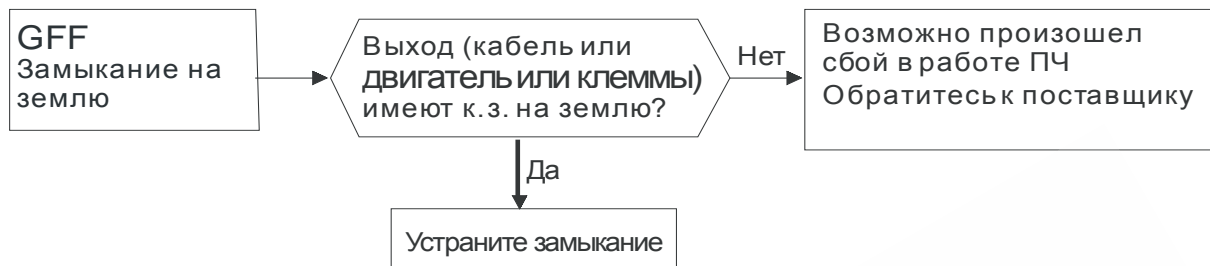 GFF
Замыкание на
землю
Выход (кабель или
двигатель или клеммы)
имеют к.з. на землю?
Нет
Возможно произошел
сбой в работе ПЧ
Обратитесь к поставщику
Да
Устраните замыкание